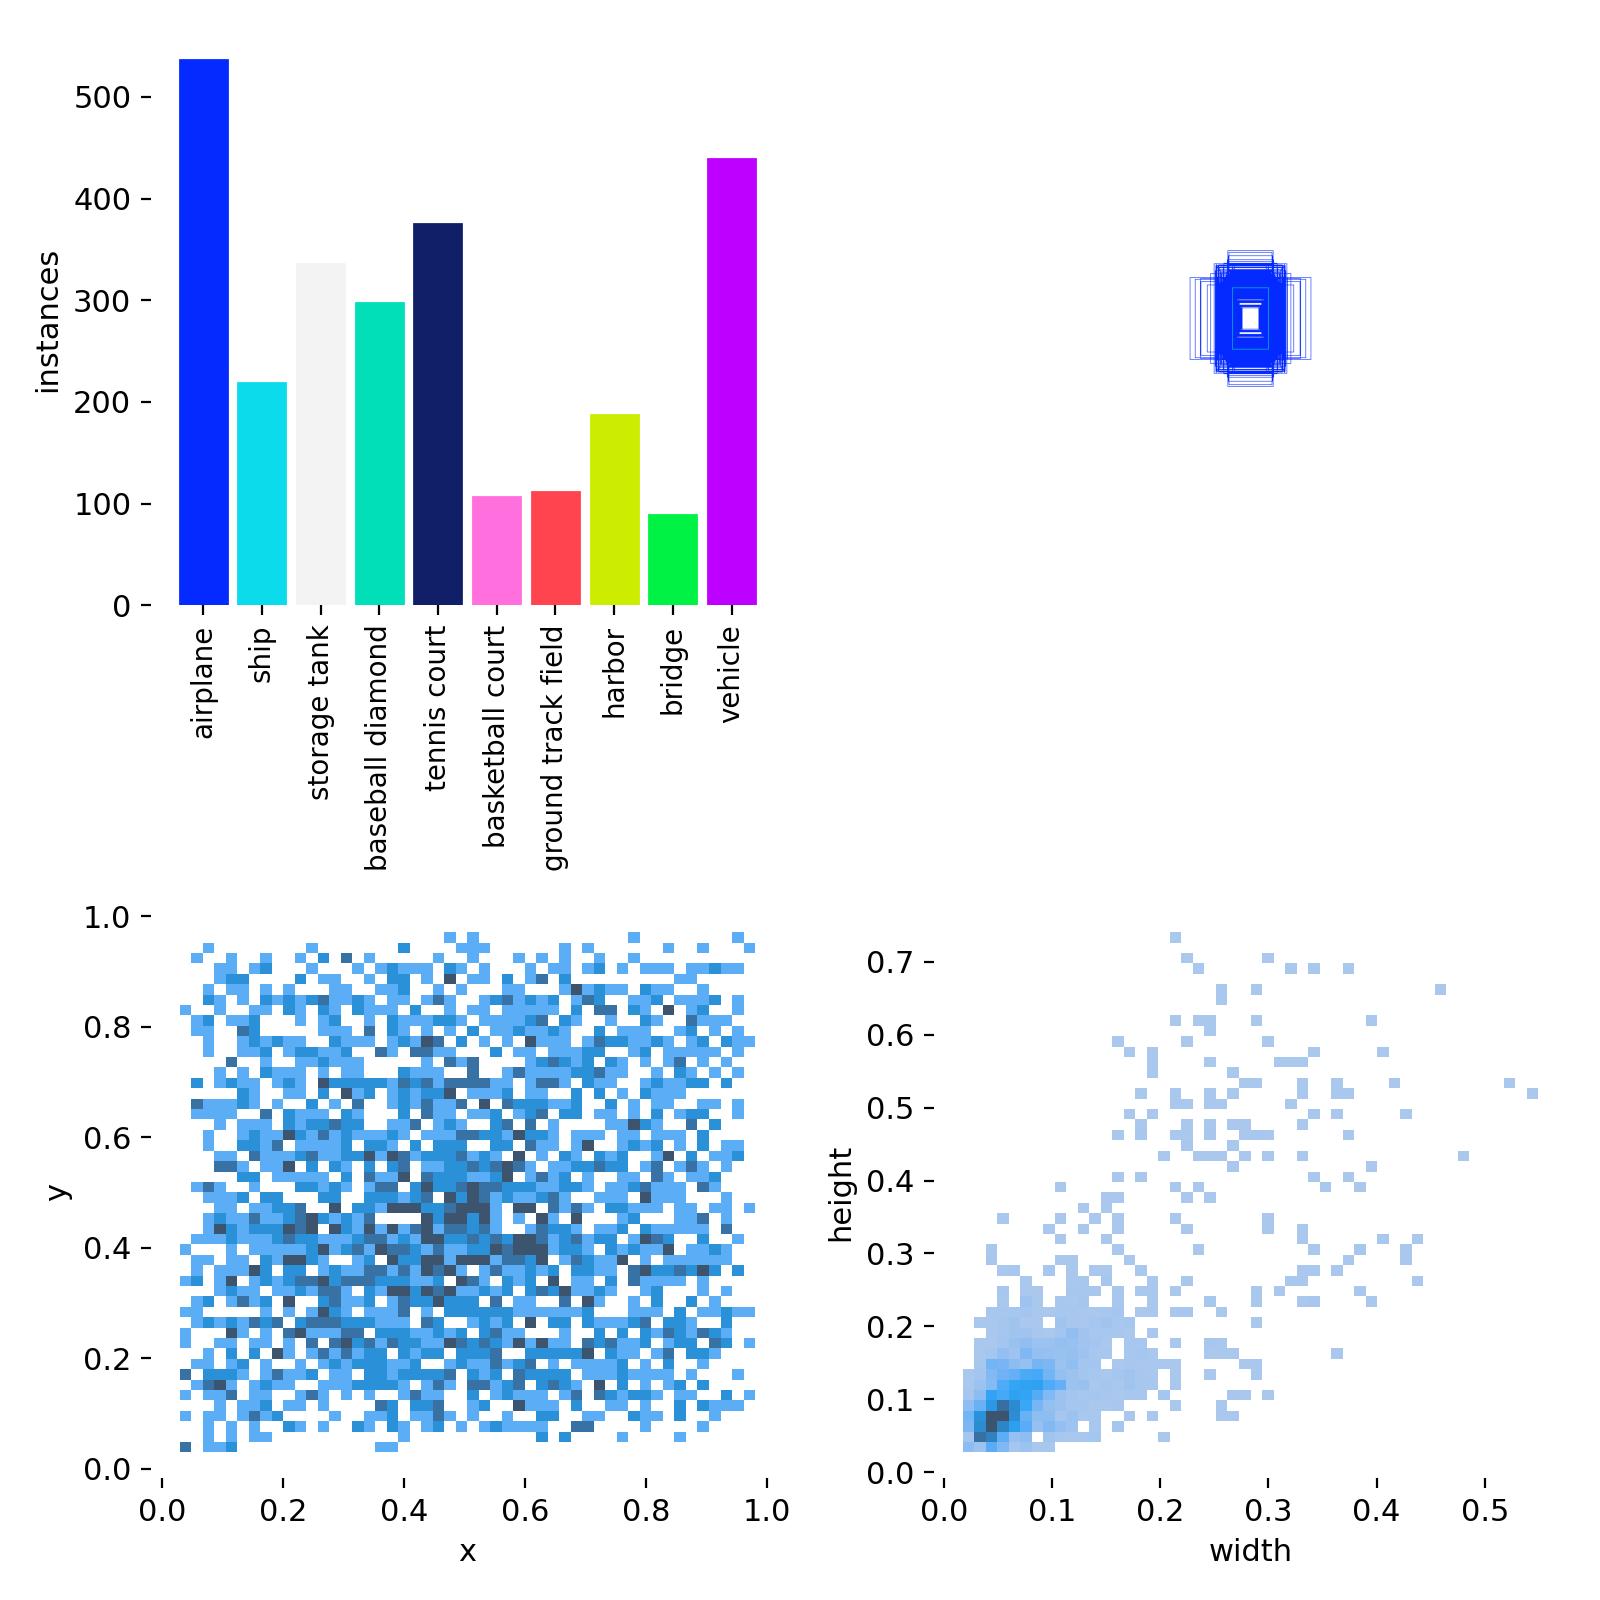 500
400
300
200
100
0
instances
airplane
ship
storage tank
baseball diamond
tennis court
basketball court
ground track field
harbor
bridge
vehicle
1.0
0.8
0.6
0.4
0.2
0.0
y
0.0 0.2 0.4 0.6 0.8 1.0
x
0.7
0.6
0.5
0.4
0.3
0.2
0.1
0.0
height
0.0 0.1 0.2 0.3 0.4 0.5
width